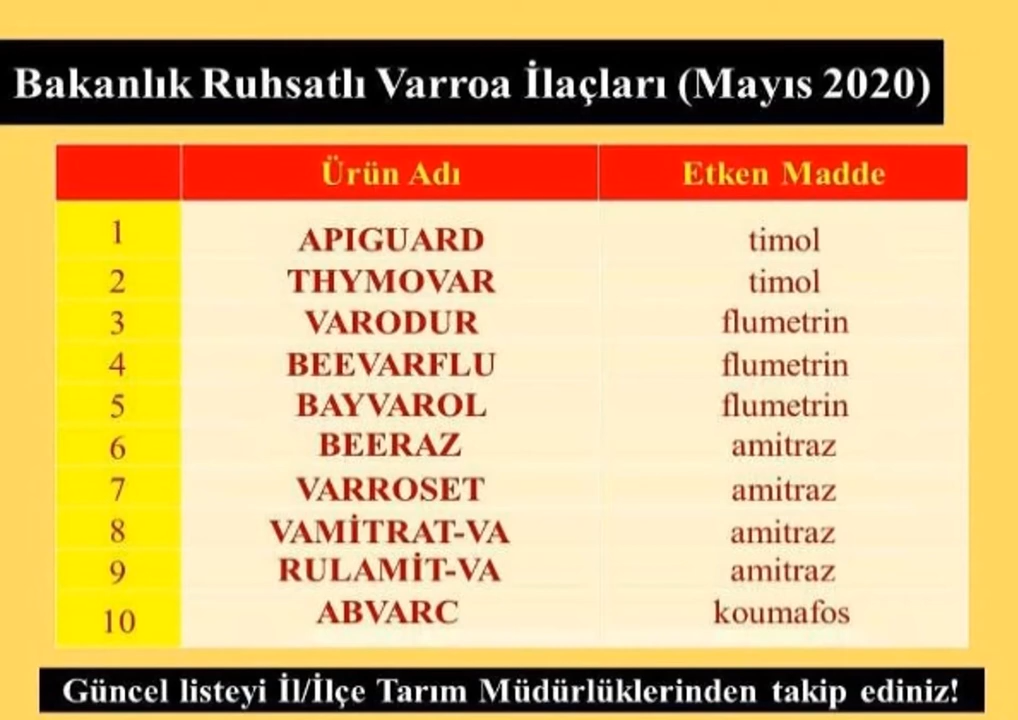 Bakanlık Ruhsatlı Varroa İlaçları (Mayıs 2020)
Ürün Adı Etken Madde
1 APIGUARD timol
2 THYMOVAR timol
3 VARODUR flumetrin
4 BEEVARFLU flumetrin
5 BAYVAROL flumetrin
6 BEERAZ amitraz
7 VARROSET amitraz
8 VAMİTRAT-VA amitraz
9 RULAMİT-VA amitraz
10 ABVARC koumafos
Güncel listeyi İl/İlçe Tarım Müdürlüklerinden takip ediniz!